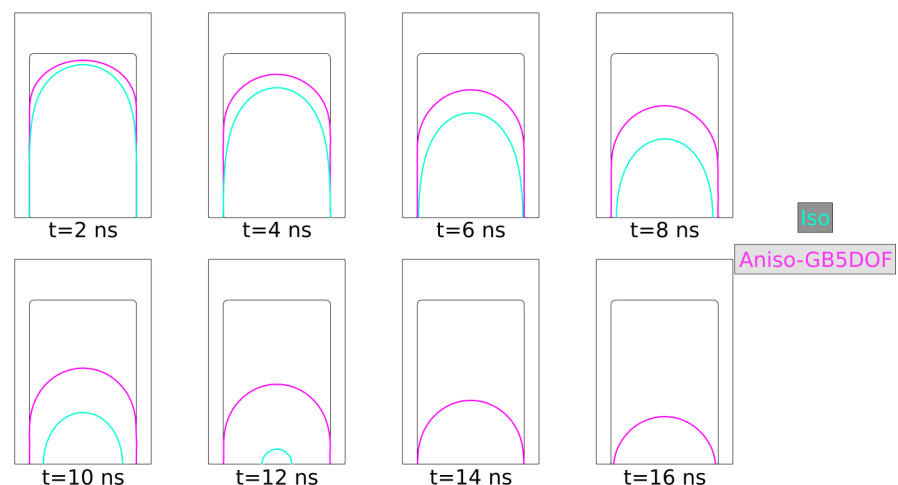 t=2 ns
t=4 ns
t=6 ns
t=8 ns
Iso
Aniso-GB5DOF
t=10 ns
t=12 ns
t=14 ns
t=16 ns